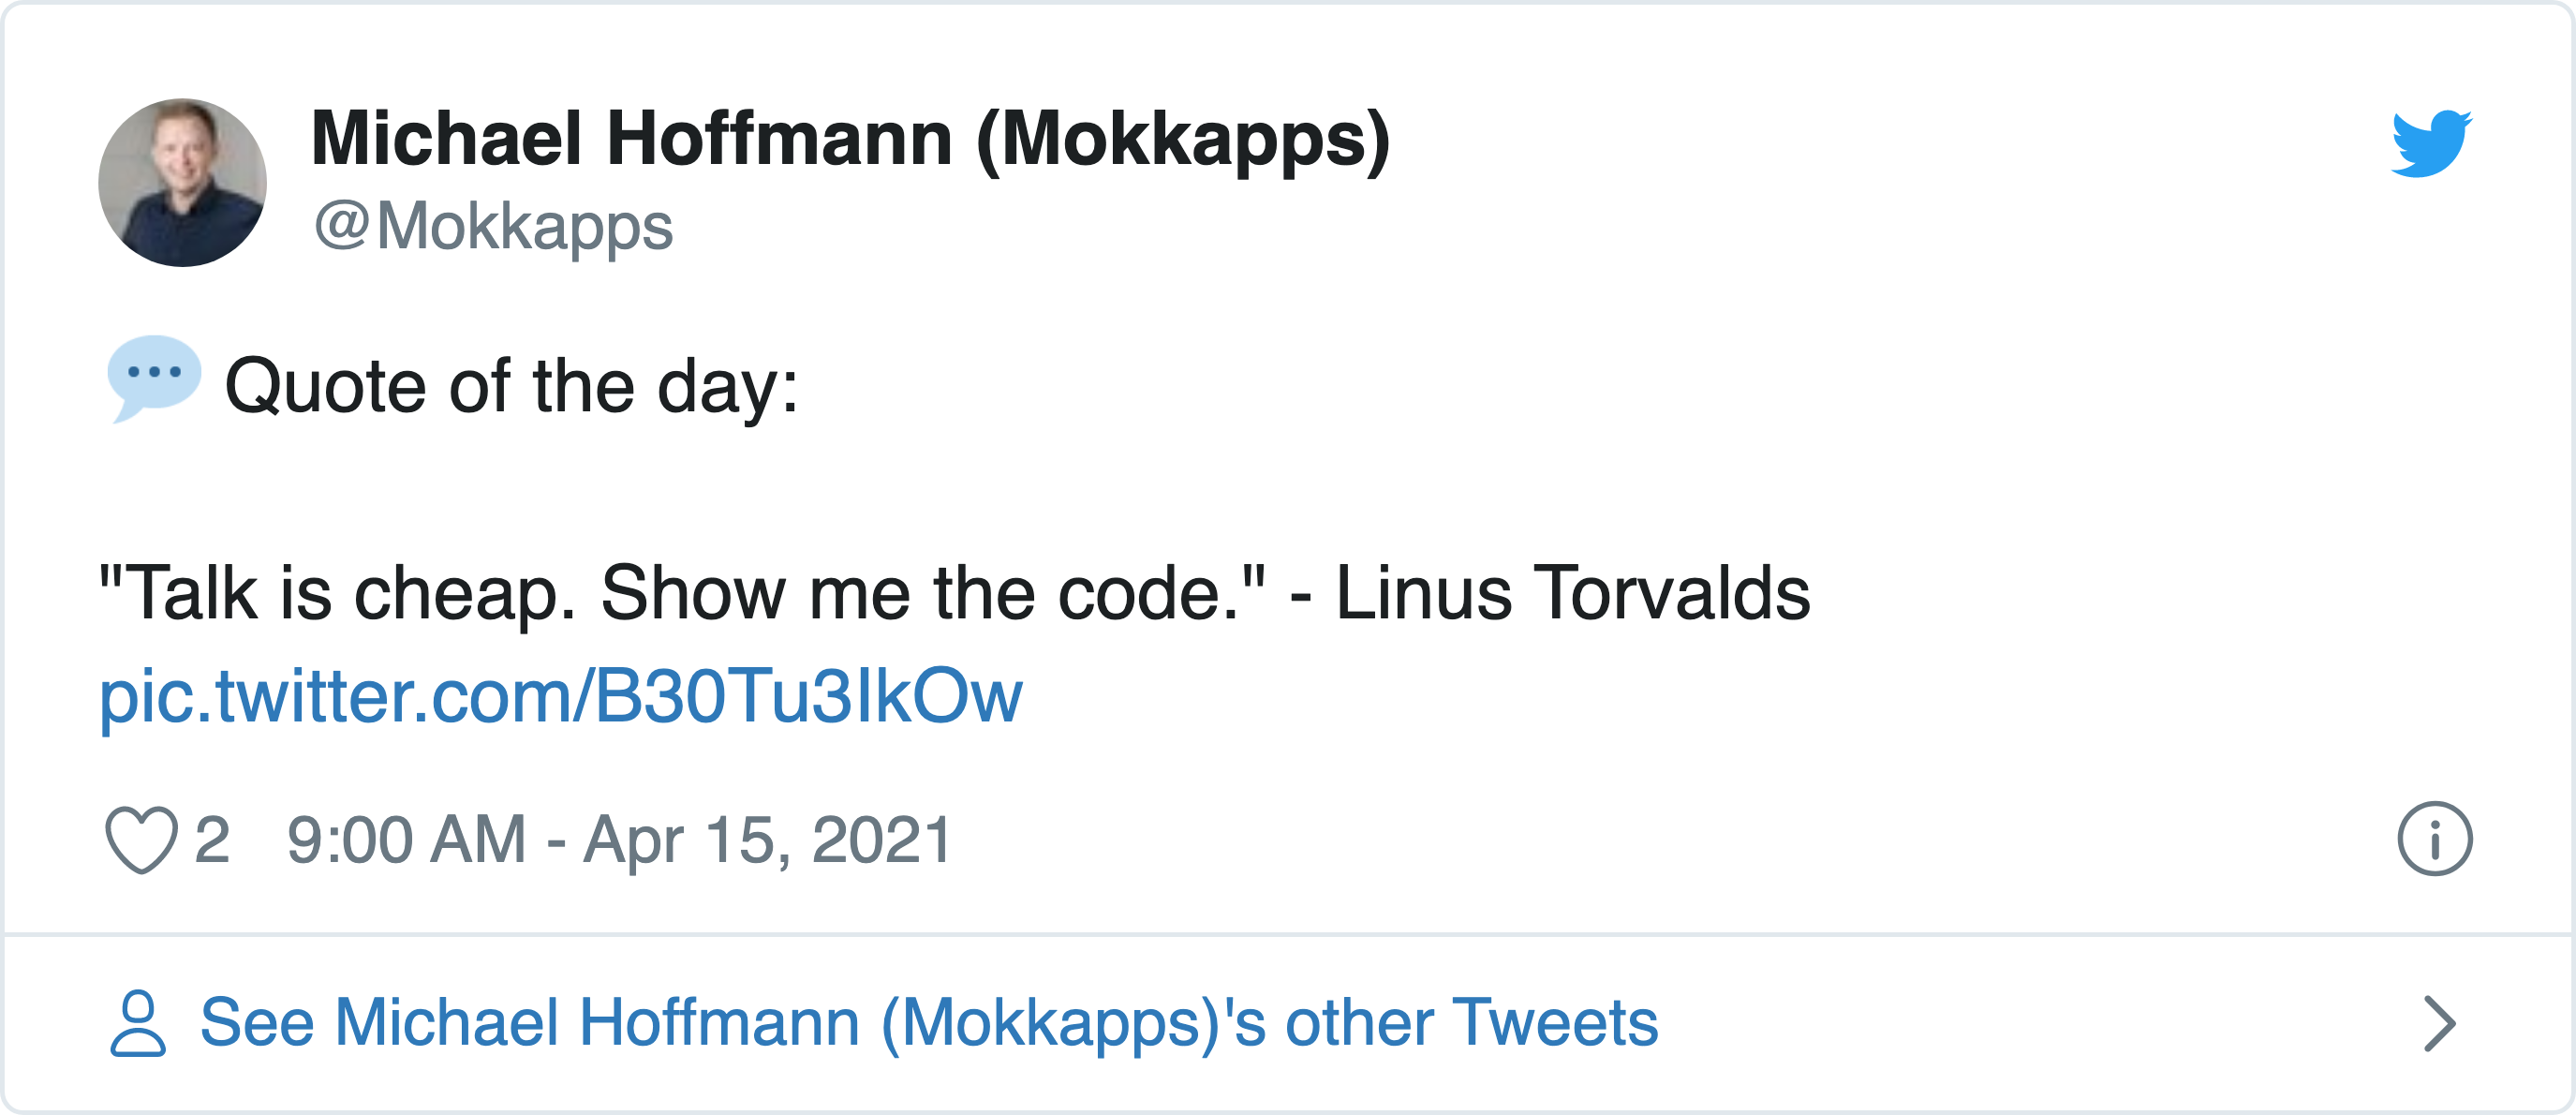 Michael Hoffmann (Mokkapps)
@Mokkapps
💬 Quote of the day:
"Talk is cheap. Show me the code." - Linus Torvalds
pic.twitter.com/B30Tu3IkOw
2 9:00 AM - Apr 15, 2021
See Michael Hoffmann (Mokkapps)'s other Tweets